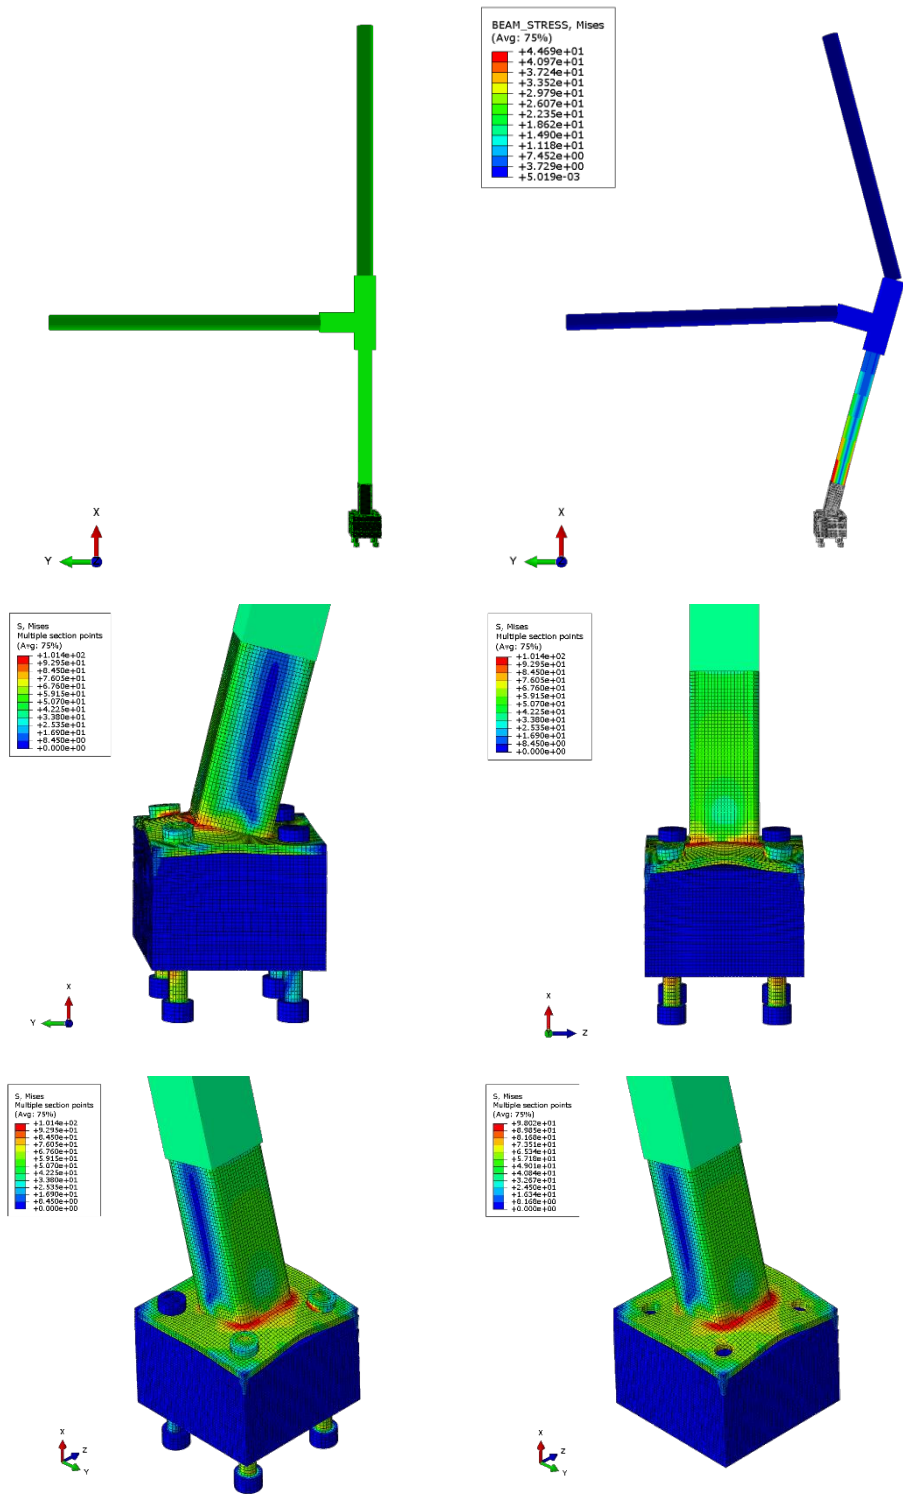 X
Y
BEAM_STRESS, Mises
(Avg: 75%)
+4.469e+01
+4.097e+01
+3.724e+01
+3.352e+01
+2.979e+01
+2.607e+01
+2.235e+01
+1.862e+01
+1.490e+01
+1.118e+01
+7.452e+00
+3.729e+00
+5.019e-03
X
Y
S, Mises
Multiple section points
(Avg: 75%)
+1.014e+02
+9.295e+01
+8.450e+01
+7.605e+01
+6.760e+01
+5.915e+01
+5.070e+01
+4.225e+01
+3.380e+01
+2.535e+01
+1.690e+01
+8.450e+00
+0.000e+00
X
Y
S, Mises
Multiple section points
(Avg: 75%)
+1.014e+02
+9.295e+01
+8.450e+01
+7.605e+01
+6.760e+01
+5.915e+01
+5.070e+01
+4.225e+01
+3.380e+01
+2.535e+01
+1.690e+01
+8.450e+00
+0.000e+00
X
Y
Z
S, Mises
Multiple section points
(Avg: 75%)
+1.014e+02
+9.295e+01
+8.450e+01
+7.605e+01
+6.760e+01
+5.915e+01
+5.070e+01
+4.225e+01
+3.380e+01
+2.535e+01
+1.690e+01
+8.450e+00
+0.000e+00
X
Z
Y
S, Mises
Multiple section points
(Avg: 75%)
+9.802e+01
+8.985e+01
+8.168e+01
+7.351e+01
+6.534e+01
+5.718e+01
+4.901e+01
+4.084e+01
+3.267e+01
+2.450e+01
+1.634e+01
+8.168e+00
+0.000e+00
X
Z
Y